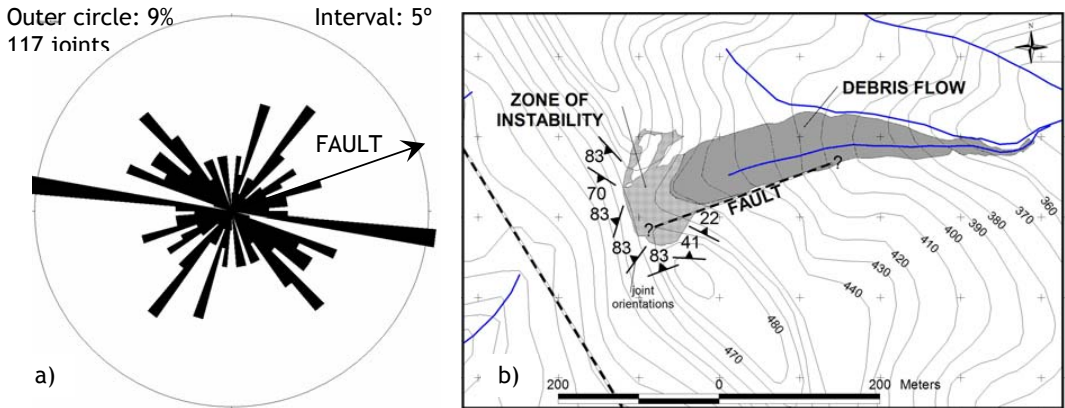 Outer circle: 9%
Interval: 5º
117 joints
FAULT
a)
N
ZONE OF
INSTABILITY
DEBRIS FLOW
83
70
83
83
83
41
22
?
FAULT
?
joint
orientations
360
370
380
390
400
410
420
430
440
480
470
b)
200
0
200 Meters